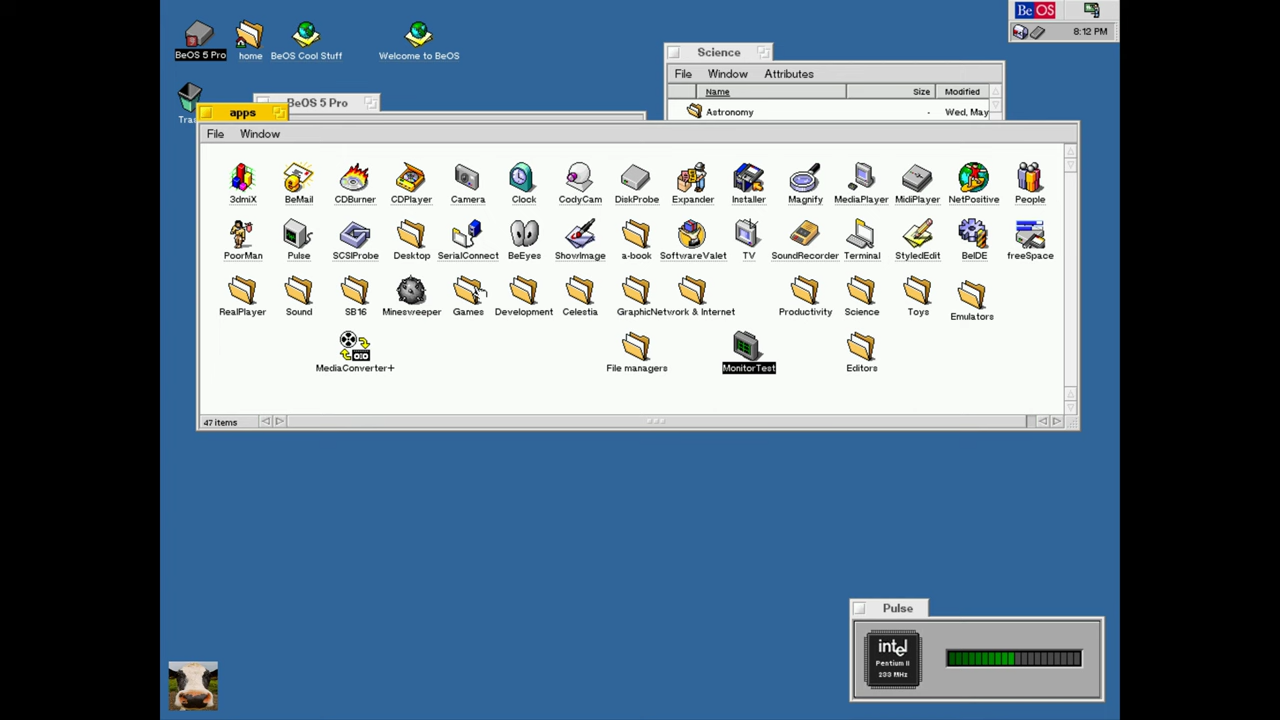 BeOS 5 Pro
home
BeOS Cool Stuff
Welcome to BeOS
BeOS
8:12 PM
Science
File Window Attributes
Name Size Modified
Astronomy - Wed, May
BeOS 5 Pro
apps
File Window
3dmiX BeMail CDBurner CDPlayer Camera Clock CodyCam DiskProbe Expander Installer Magnify MediaPlayer MidiPlayer NetPositive People
PoorMan Pulse SCSIProbe Desktop SerialConnect BeEyes ShowImage a-book SoftwareValet TV SoundRecorder Terminal StyledEdit BeIDE freeSpace
RealPlayer Sound SB16 Minesweeper Games Development Celestia GraphicNetwork & Internet Productivity Science Toys Emulators
MediaConverter+ File managers MonitorTest Editors
47 items
Pulse
intel
Pentium II
233 MHz